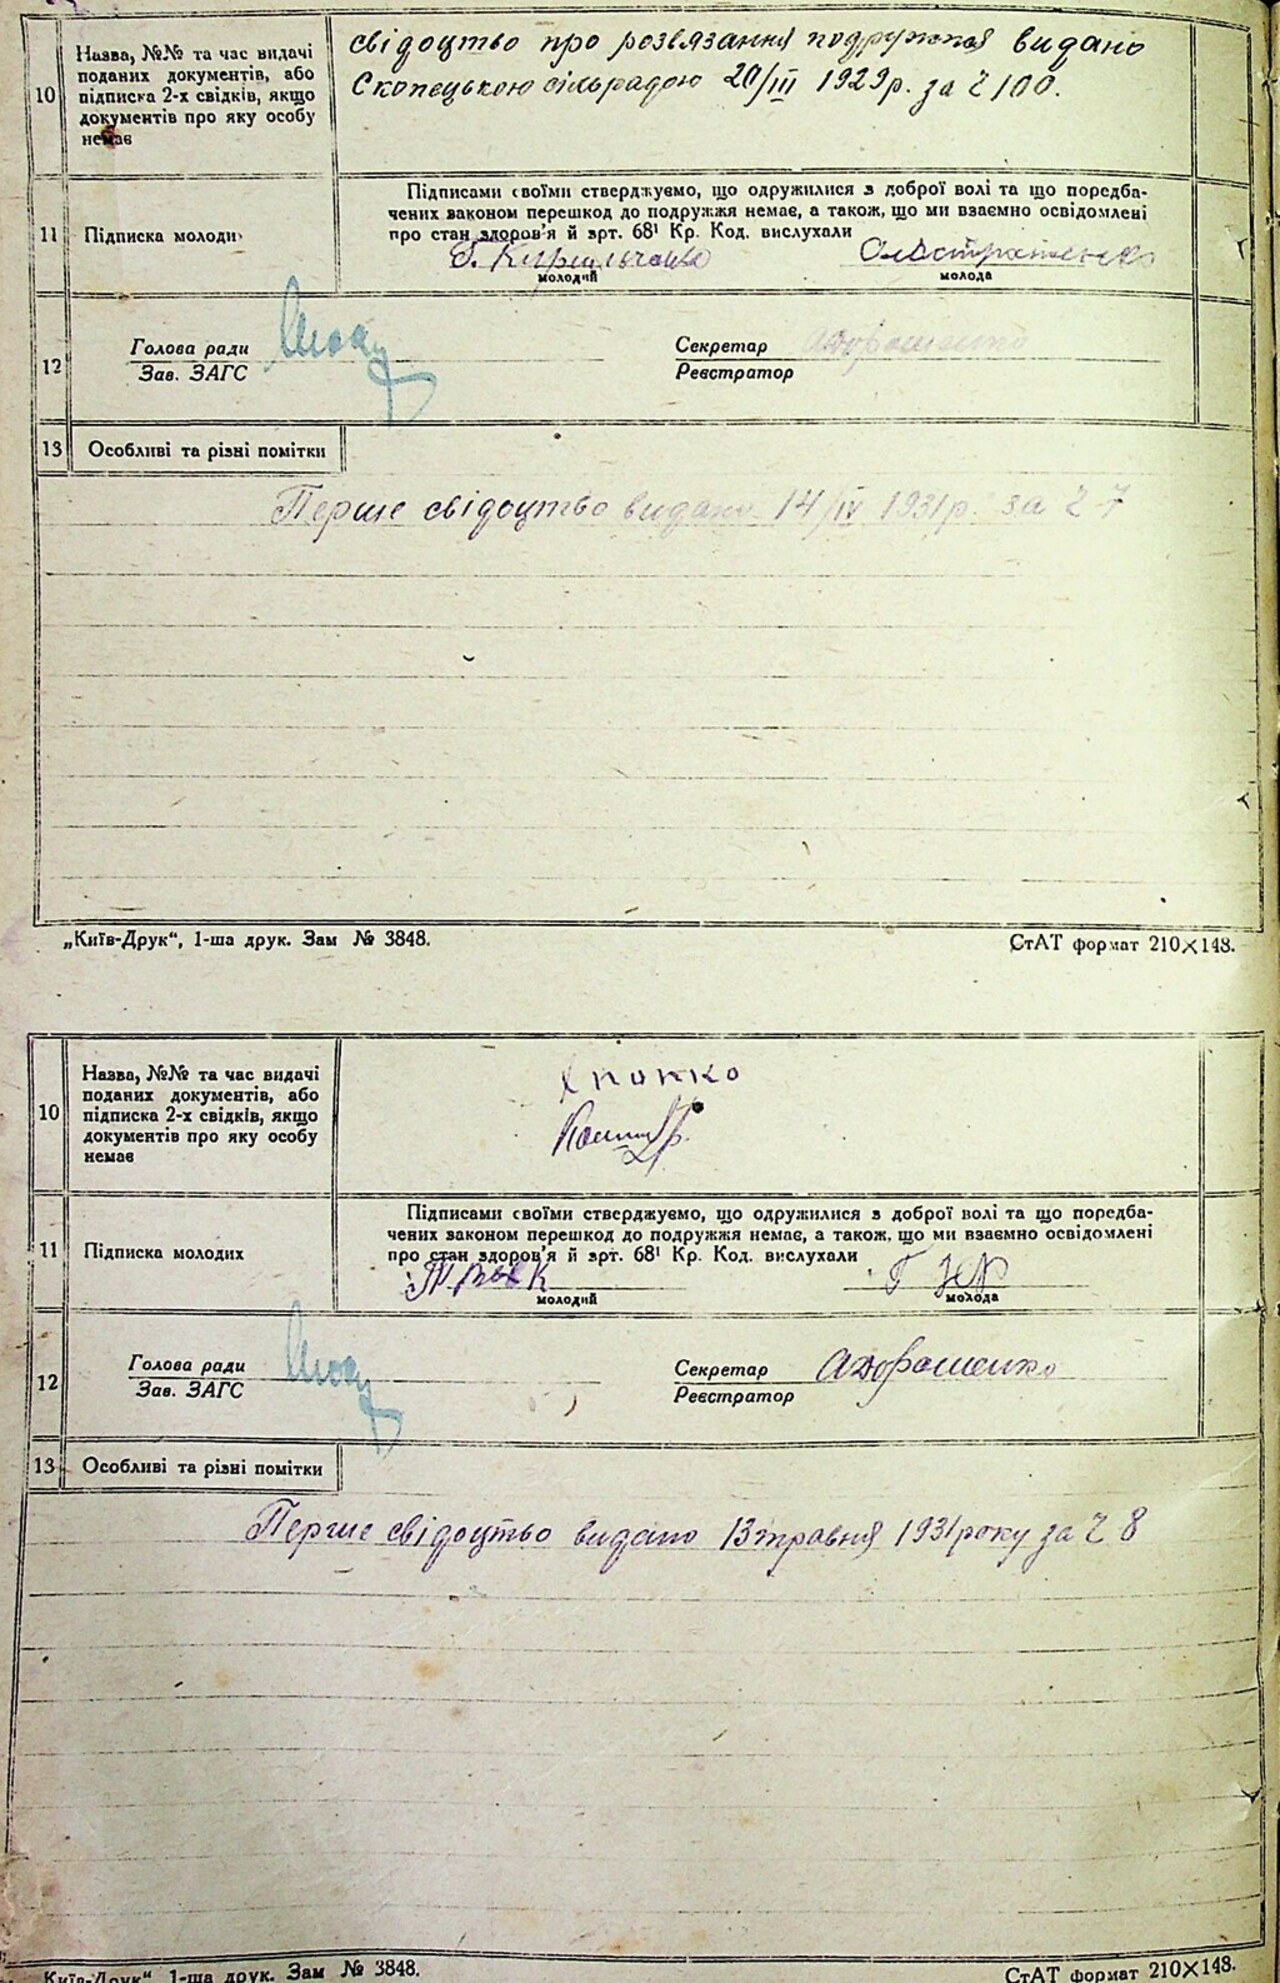 10
Назва, №№ та час видачі
поданих документів, або
підписка 2-х свідків, якщо
документів про яку особу
немає
свідоцтво про розвязання подружжя видано
Скопецькою сільрадою 20/III 1929р. за č 100.
11
Підписка молоди
Підписами своїми стверджуємо, що одружилися з доброї волі та що поредба-
чених законом перешкод до подружжя немає, а також, що ми взаємно освідомлені
про стан здоров'я й зрт. 68¹ Кр. Код. вислухали
молодий
молода
12
Голова ради
Зав. ЗАГС
Секретар АДорошенко
Реєстратор
13
Особливі та різні помітки
Перше свідоцтво видано 14/IV 1931р. за č 7
„Київ-Друк“, 1-ша друк. Зам № 3848.
СтАТ формат 210×148.
10
Назва, №№ та час видачі
поданих документів, або
підписка 2-х свідків, якщо
документів про яку особу
немає
11
Підписка молодих
Підписами своїми стверджуємо, що одружилися з доброї волі та що поредба-
чених законом перешкод до подружжя немає, а також, що ми взаємно освідомлені
про стан здоров'я й зрт. 68¹ Кр. Код. вислухали
молодий
молода
12
Голова ради
Зав. ЗАГС
Секретар АДорошенко
Реєстратор
13
Особливі та різні помітки
Перше свідоцтво видано 13 травня 1931 року за č 8
Київ-Друк“ 1-ша друк. Зам № 3848.
СтАТ формат 210×148.